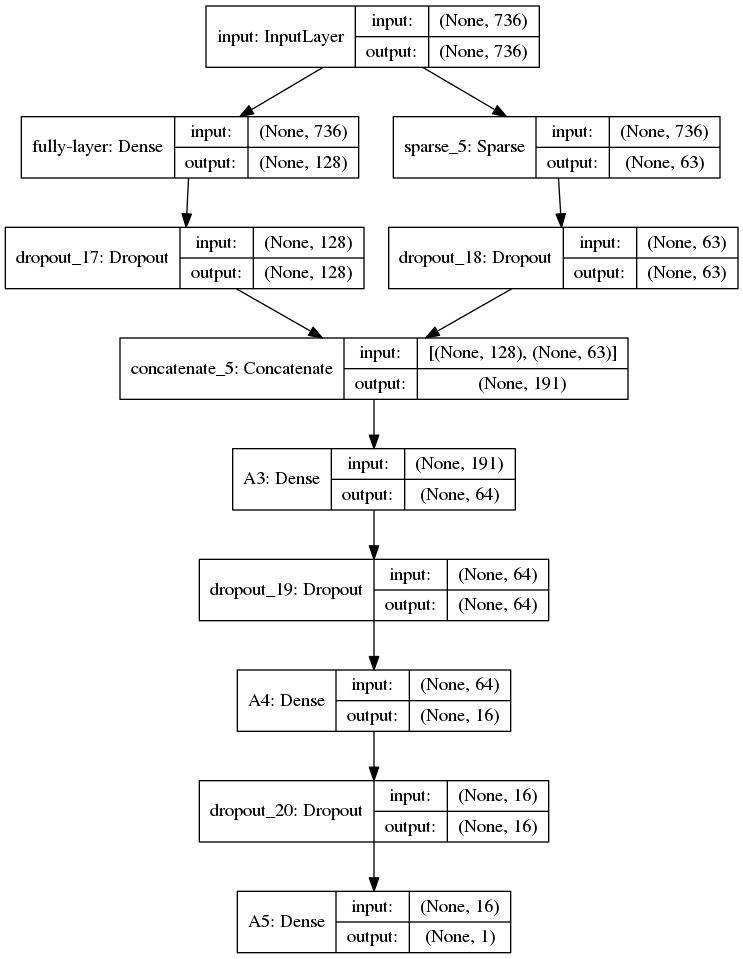 input: InputLayer
input: (None, 736)
output: (None, 736)
fully-layer: Dense
input: (None, 736)
output: (None, 128)
sparse_5: Sparse
input: (None, 736)
output: (None, 63)
dropout_17: Dropout
input: (None, 128)
output: (None, 128)
dropout_18: Dropout
input: (None, 63)
output: (None, 63)
concatenate_5: Concatenate
input: [(None, 128), (None, 63)]
output: (None, 191)
A3: Dense
input: (None, 191)
output: (None, 64)
dropout_19: Dropout
input: (None, 64)
output: (None, 64)
A4: Dense
input: (None, 64)
output: (None, 16)
dropout_20: Dropout
input: (None, 16)
output: (None, 16)
A5: Dense
input: (None, 16)
output: (None, 1)